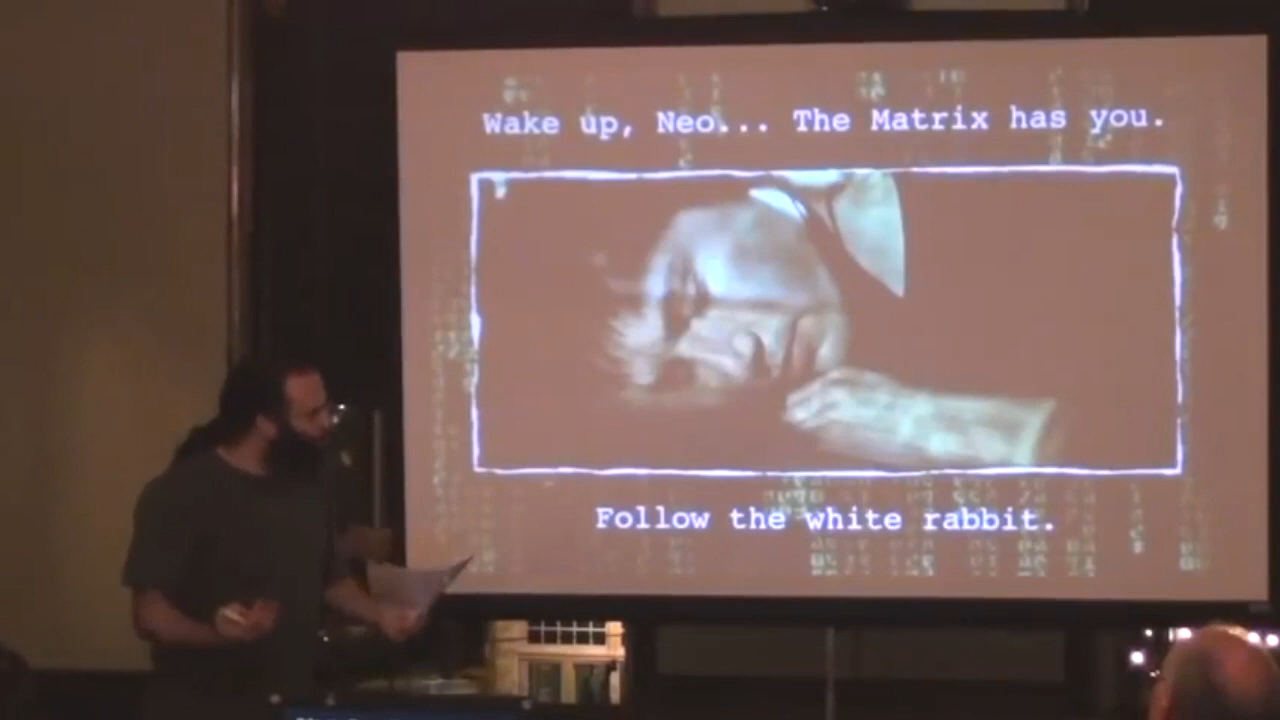 Wake up, Neo... The Matrix has you.
Follow the white rabbit.